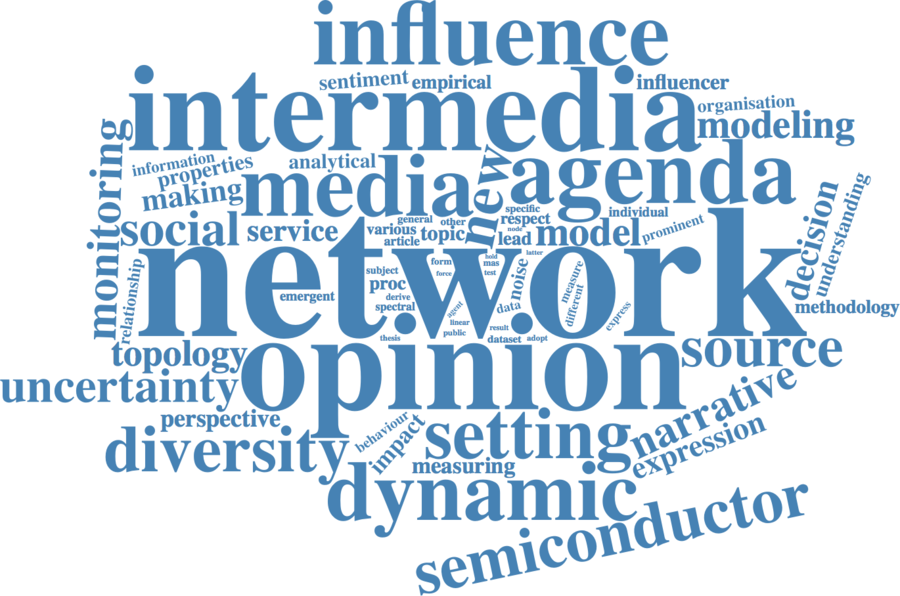 influence
sentiment
empirical
influencer
intermedia
organisation
modeling
monitoring
information
properties
analytical
making
media
new
agenda
specific
respect
node
individual
prominent
general
other
various
topic
article
social
service
lead
model
latter
decision
understanding
relationship
network
hold
mas
test
form
force
noise
measure
different
subject
proc
derive
spectral
emergent
agent
data
express
linear
public
result
dataset
adopt
thesis
methodology
topology
opinion
source
uncertainty
perspective
behaviour
impact
narrative
expression
diversity
setting
measuring
dynamic
semiconductor